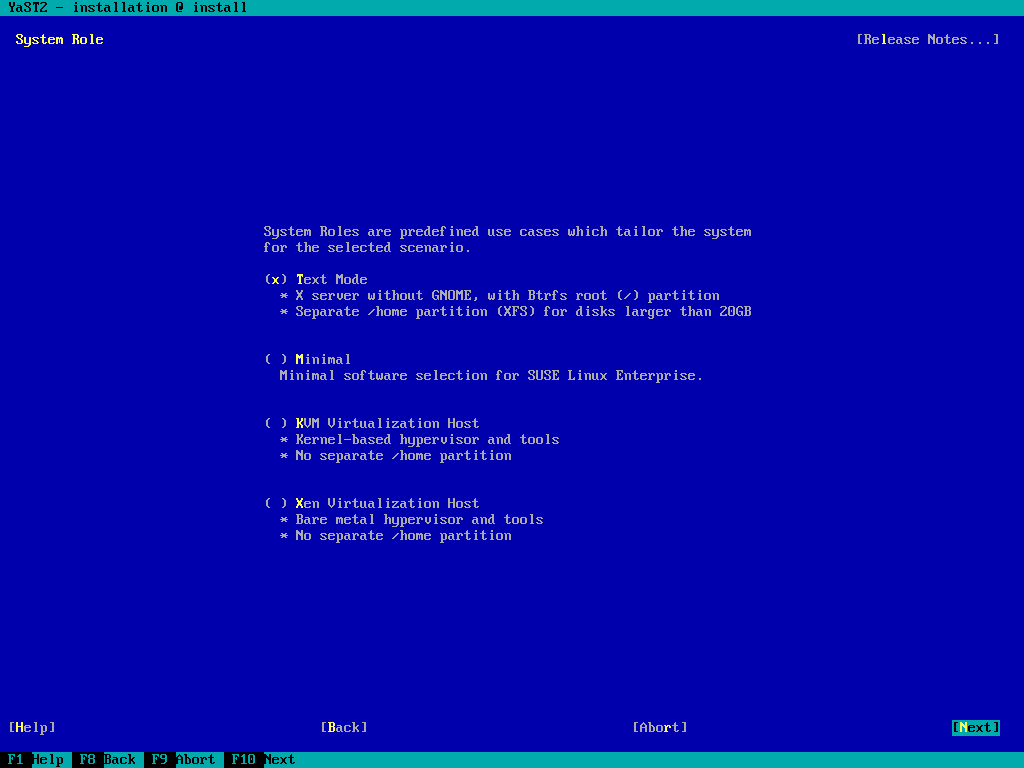 YaST2 - installation @ install
System Role [Release Notes...]
System Roles are predefined use cases which tailor the system
for the selected scenario.
(x) Text Mode
* X server without GNOME, with Btrfs root (/) partition
* Separate /home partition (XFS) for disks larger than 20GB
( ) Minimal
Minimal software selection for SUSE Linux Enterprise.
( ) KVM Virtualization Host
* Kernel-based hypervisor and tools
* No separate /home partition
( ) Xen Virtualization Host
* Bare metal hypervisor and tools
* No separate /home partition
[Help] [Back] [Abort] [Next]
F1 Help F8 Back F9 Abort F10 Next